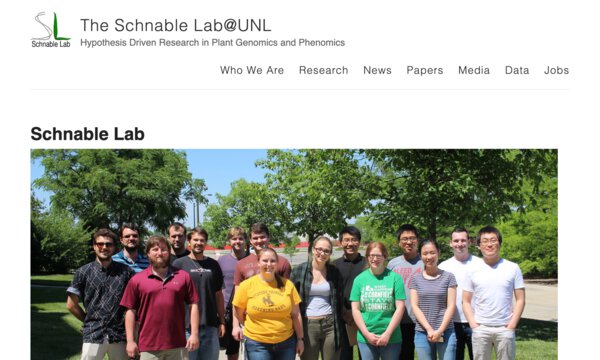 Schnable Lab
The Schnable Lab@UNL
Hypothesis Driven Research in Plant Genomics and Phenomics
Who We Are Research News Papers Media Data Jobs
Schnable Lab